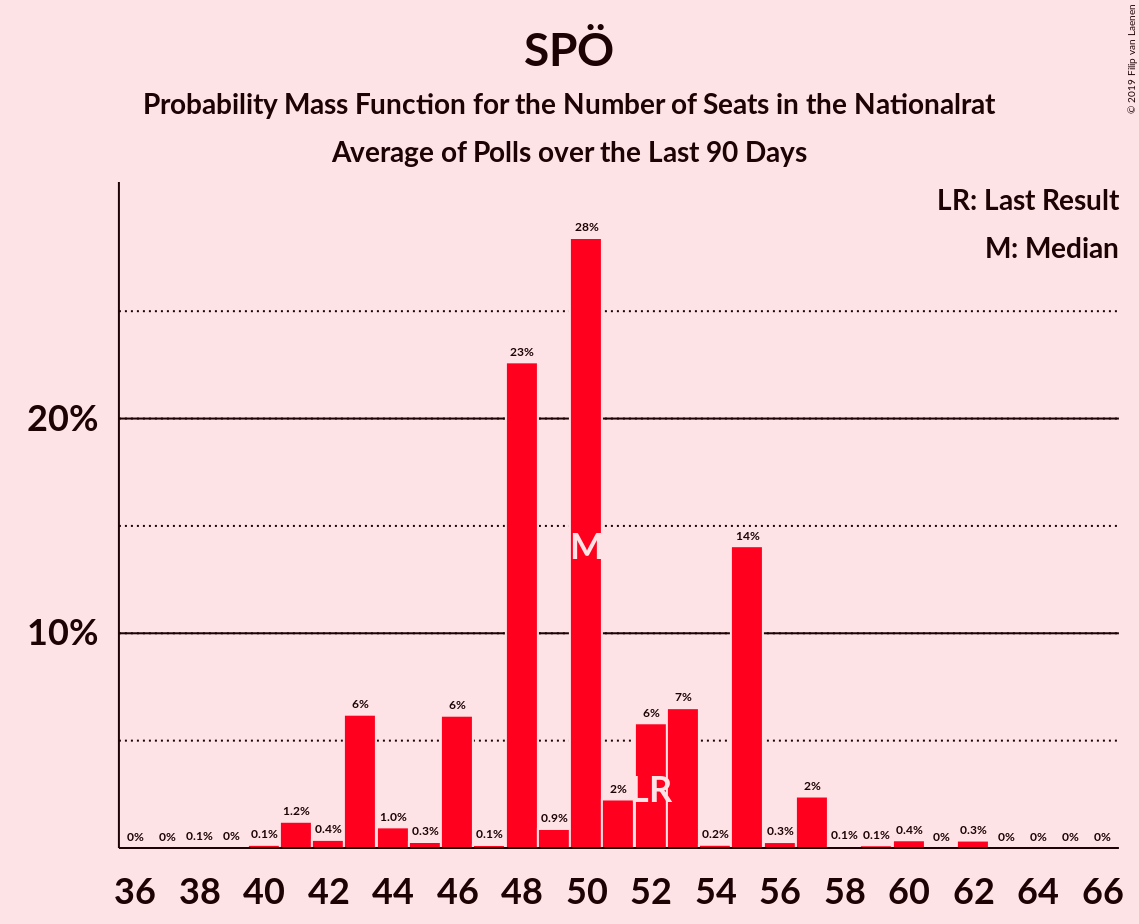 © 2019 Filip van Laenen
SPÖ
Probability Mass Function for the Number of Seats in the Nationalrat
Average of Polls over the Last 90 Days
LR: Last Result
M: Median
20%
10%
0% 0% 0.1% 0% 0.1% 1.2% 0.4% 6% 1.0% 0.3% 6% 0.1% 23% 0.9% 28% 2% 6% 7% 0.2% 14% 0.3% 2% 0.1% 0.1% 0.4% 0% 0.3% 0% 0% 0% 0%
M
LR
36 38 40 42 44 46 48 50 52 54 56 58 60 62 64 66